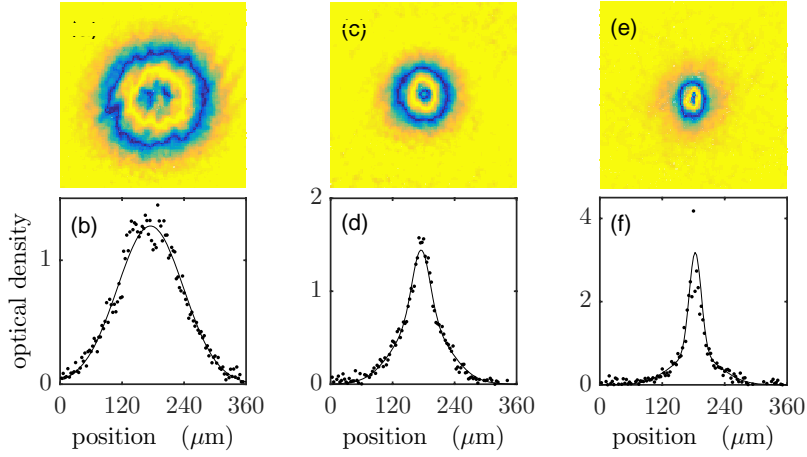 (c)
(e)
(b)
(d)
(f)
optical density
0
1
0
1
2
0
2
4
0 120 240 360
0 120 240 360
0 120 240 360
position (μm)
position (μm)
position (μm)